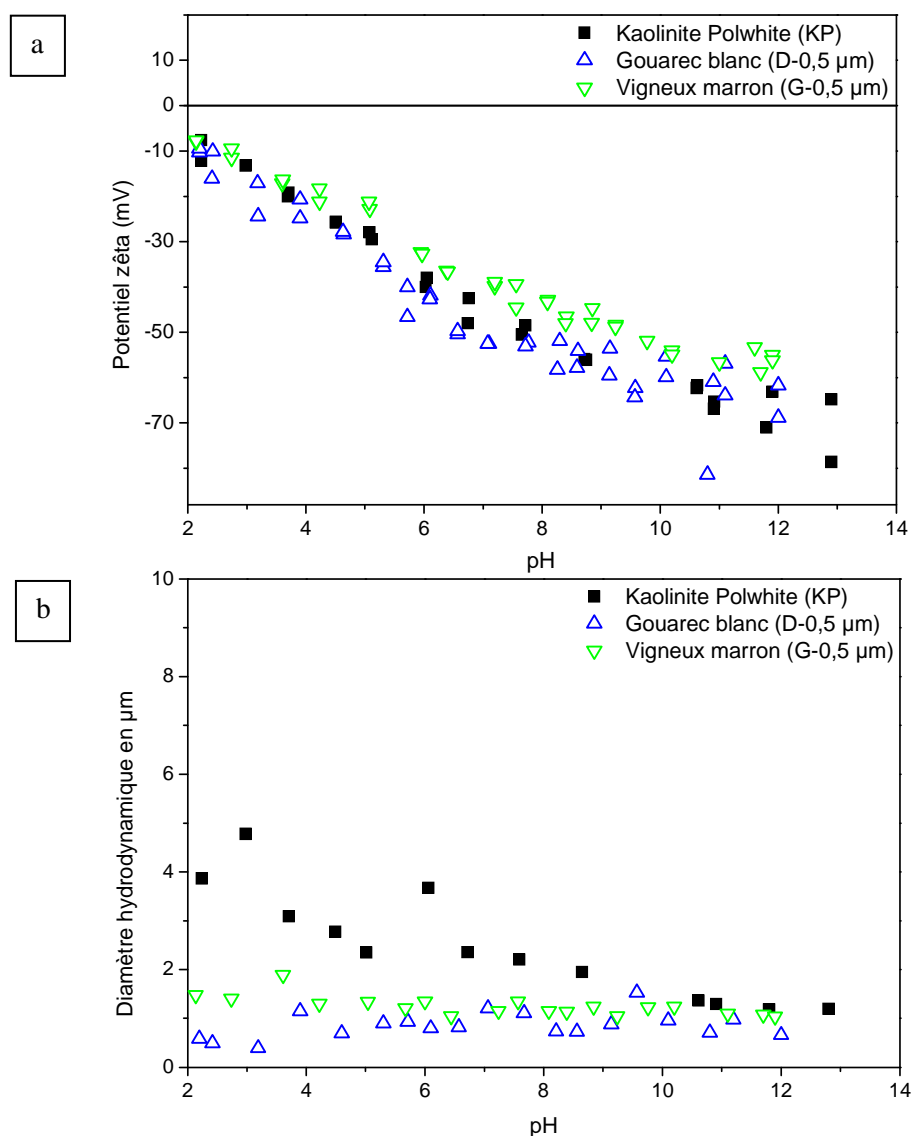 a
Kaolinite Polwhite (KP)
Gouarec blanc (D-0,5 µm)
Vigneux marron (G-0,5 µm)
10
0
-10
-30
-50
-70
Potentiel zêta (mV)
2 4 6 8 10 12 14
pH
b
Kaolinite Polwhite (KP)
Gouarec blanc (D-0,5 µm)
Vigneux marron (G-0,5 µm)
10
8
6
4
2
0
Diamètre hydrodynamique en µm
2 4 6 8 10 12 14
pH